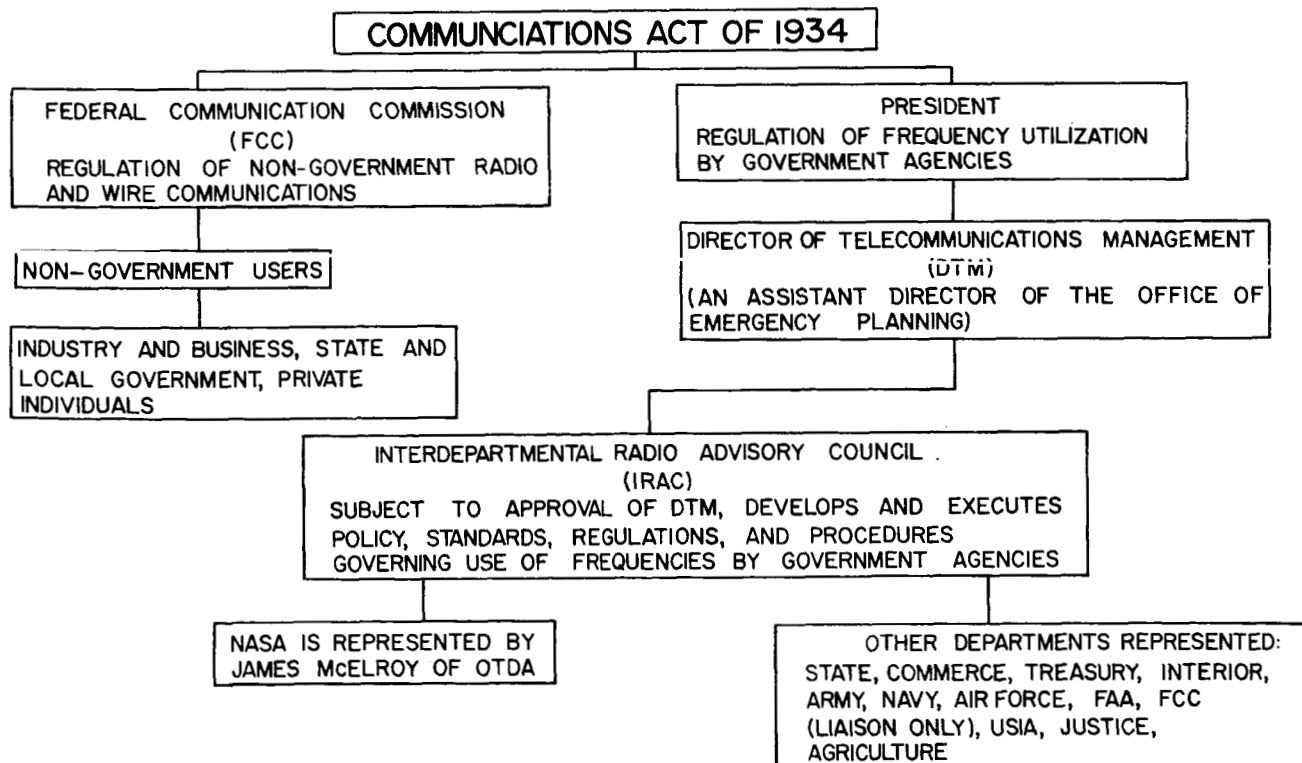 COMMUNCIATIONS ACT OF 1934
FEDERAL COMMUNICATION COMMISSION
(FCC)
REGULATION OF NON-GOVERNMENT RADIO
AND WIRE COMMUNICATIONS
PRESIDENT
REGULATION OF FREQUENCY UTILIZATION
BY GOVERNMENT AGENCIES
NON-GOVERNMENT USERS
DIRECTOR OF TELECOMMUNICATIONS MANAGEMENT
(DTM)
(AN ASSISTANT DIRECTOR OF THE OFFICE OF
EMERGENCY PLANNING)
INDUSTRY AND BUSINESS, STATE AND
LOCAL GOVERNMENT, PRIVATE
INDIVIDUALS
INTERDEPARTMENTAL RADIO ADVISORY COUNCIL .
(IRAC)
SUBJECT TO APPROVAL OF DTM, DEVELOPS AND EXECUTES
POLICY, STANDARDS, REGULATIONS, AND PROCEDURES
GOVERNING USE OF FREQUENCIES BY GOVERNMENT AGENCIES
NASA IS REPRESENTED BY
JAMES McELROY OF OTDA
OTHER DEPARTMENTS REPRESENTED:
STATE, COMMERCE, TREASURY, INTERIOR,
ARMY, NAVY, AIR FORCE, FAA, FCC
(LIAISON ONLY), USIA, JUSTICE,
AGRICULTURE